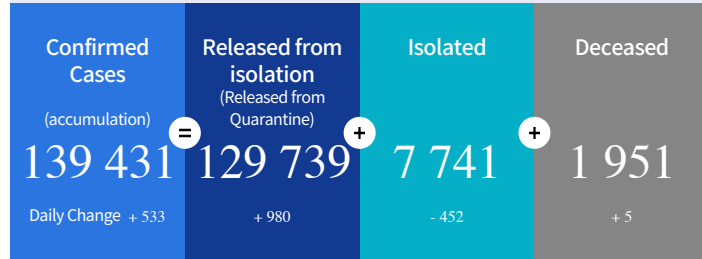 Confirmed
Cases
(accumulation)
139 431
Daily Change + 533
=
Released from
isolation
(Released from
Quarantine)
129 739
+ 980
+
Isolated
7 741
- 452
+
Deceased
1 951
+ 5